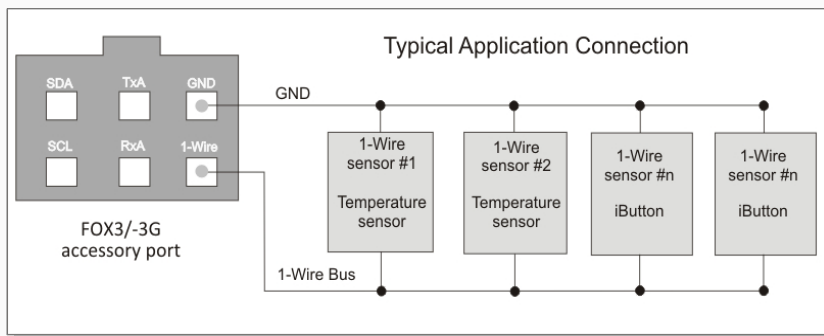 Typical Application Connection
SDA TxA GND
SCL RxA 1-Wire
FOX3/-3G
accessory port
GND
1-Wire Bus
1-Wire
sensor #1
Temperature
sensor
1-Wire
sensor #2
Temperature
sensor
1-Wire
sensor #n
iButton
1-Wire
sensor #n
iButton